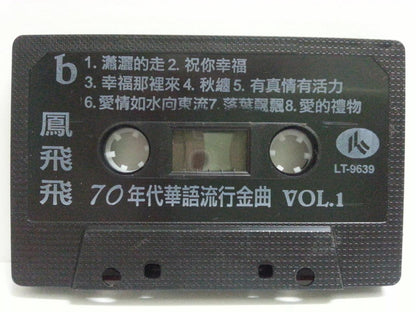 b
1. 瀟灑的走 2. 祝你幸福
3. 幸福那裡來 4. 秋纏 5. 有真情有活力
6. 愛情如水向東流 7. 落葉飄飄 8. 愛的禮物
鳳飛飛
LT-9639
70年代華語流行金曲 VOL.1